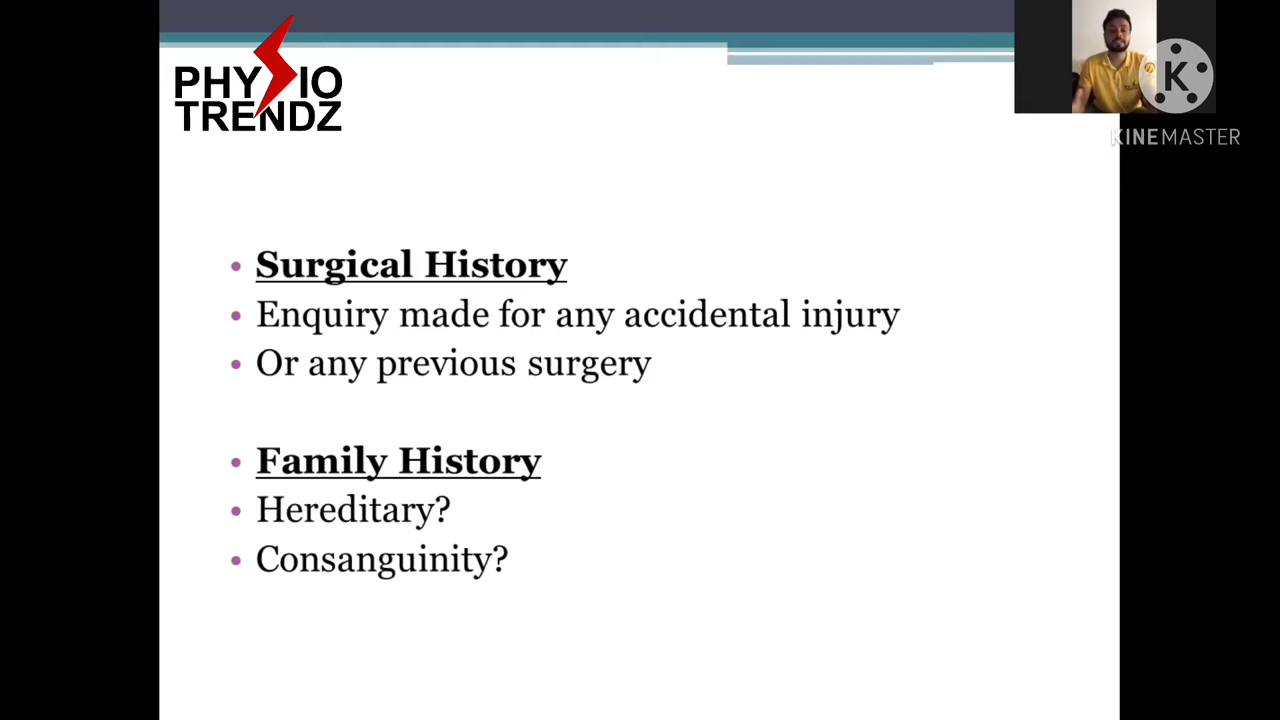 PHYSIO
TRENDZ
K
KINEMASTER
Surgical History
Enquiry made for any accidental injury
Or any previous surgery
Family History
Hereditary?
Consanguinity?